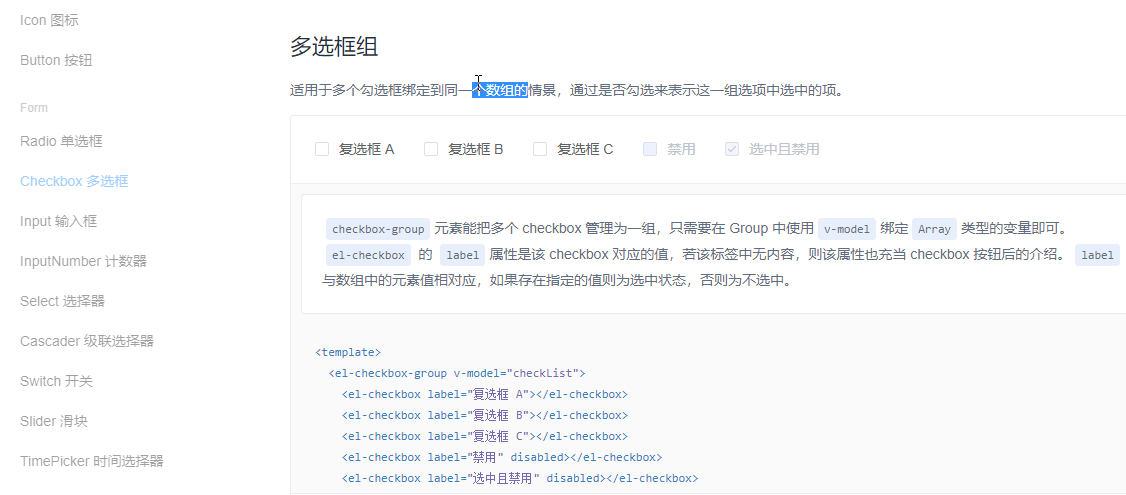 Icon 图标
Button 按钮
Form
Radio 单选框
Checkbox 多选框
Input 输入框
InputNumber 计数器
Select 选择器
Cascader 级联选择器
Switch 开关
Slider 滑块
TimePicker 时间选择器
多选框组
适用于多个勾选框绑定到同一个数组的情景，通过是否勾选来表示这一组选项中选中的项。
复选框 A 复选框 B 复选框 C 禁用 选中且禁用
checkbox-group 元素能把多个 checkbox 管理为一组，只需要在 Group 中使用 v-model 绑定 Array 类型的变量即可。
el-checkbox 的 label 属性是该 checkbox 对应的值，若该标签中无内容，则该属性也充当 checkbox 按钮后的介绍。 label
与数组中的元素值相对应，如果存在指定的值则为选中状态，否则为不选中。
<template>
<el-checkbox-group v-model="checkList">
<el-checkbox label="复选框 A"></el-checkbox>
<el-checkbox label="复选框 B"></el-checkbox>
<el-checkbox label="复选框 C"></el-checkbox>
<el-checkbox label="禁用" disabled></el-checkbox>
<el-checkbox label="选中且禁用" disabled></el-checkbox>